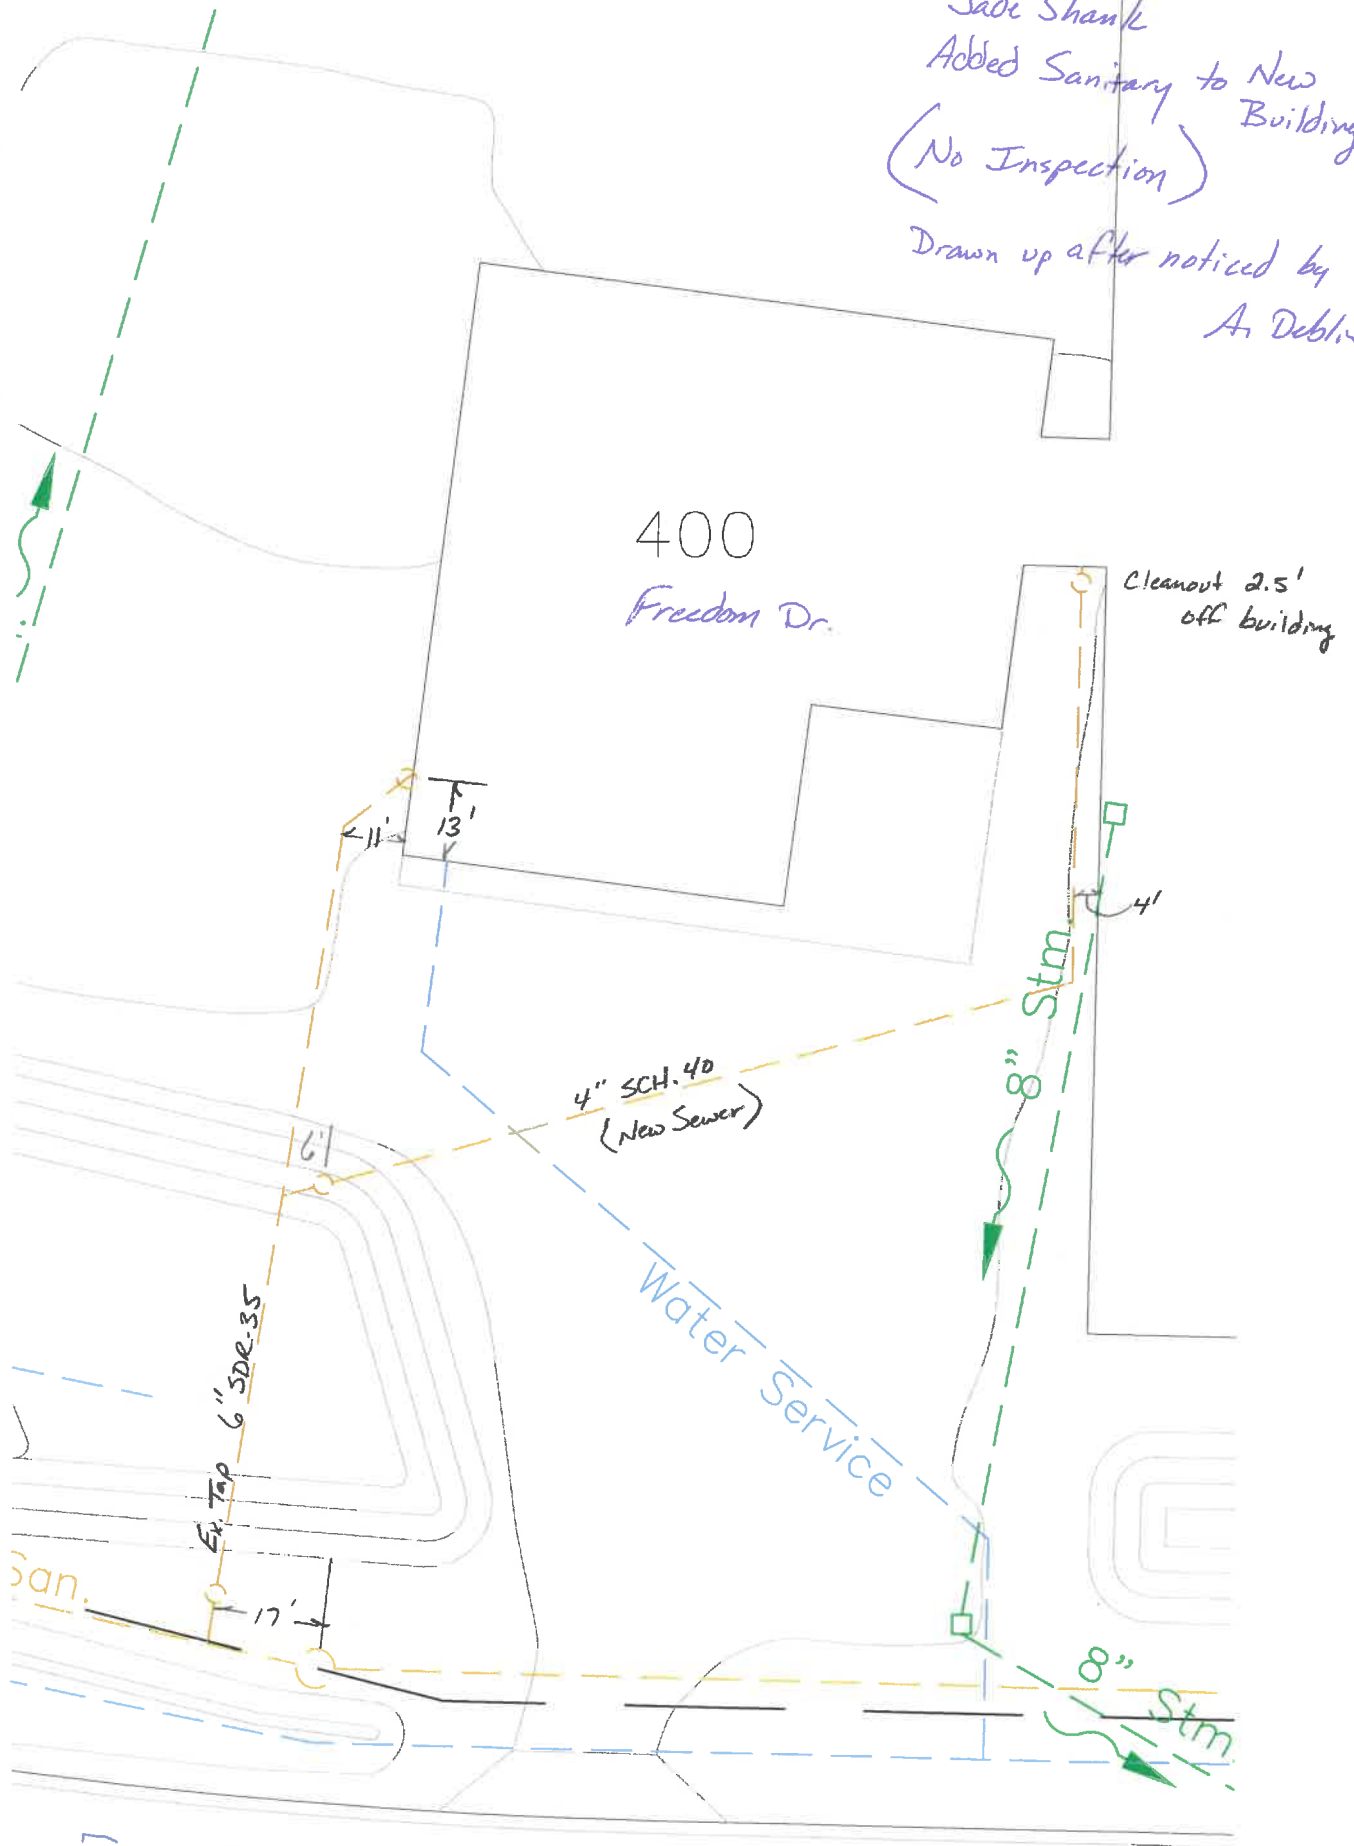 Jade Shank
Added Sanitary to New
Building
(No Inspection)
Drawn up after noticed by
A. Deblin
400
Freedom Dr.
Cleanout 2.5'
off building
11'
13'
4'
Stm.
8"
4" SCH. 40
(New Sewer)
6'
Water Service
6" SDR-35
Ex. Tap
San.
17'
8"
Stm